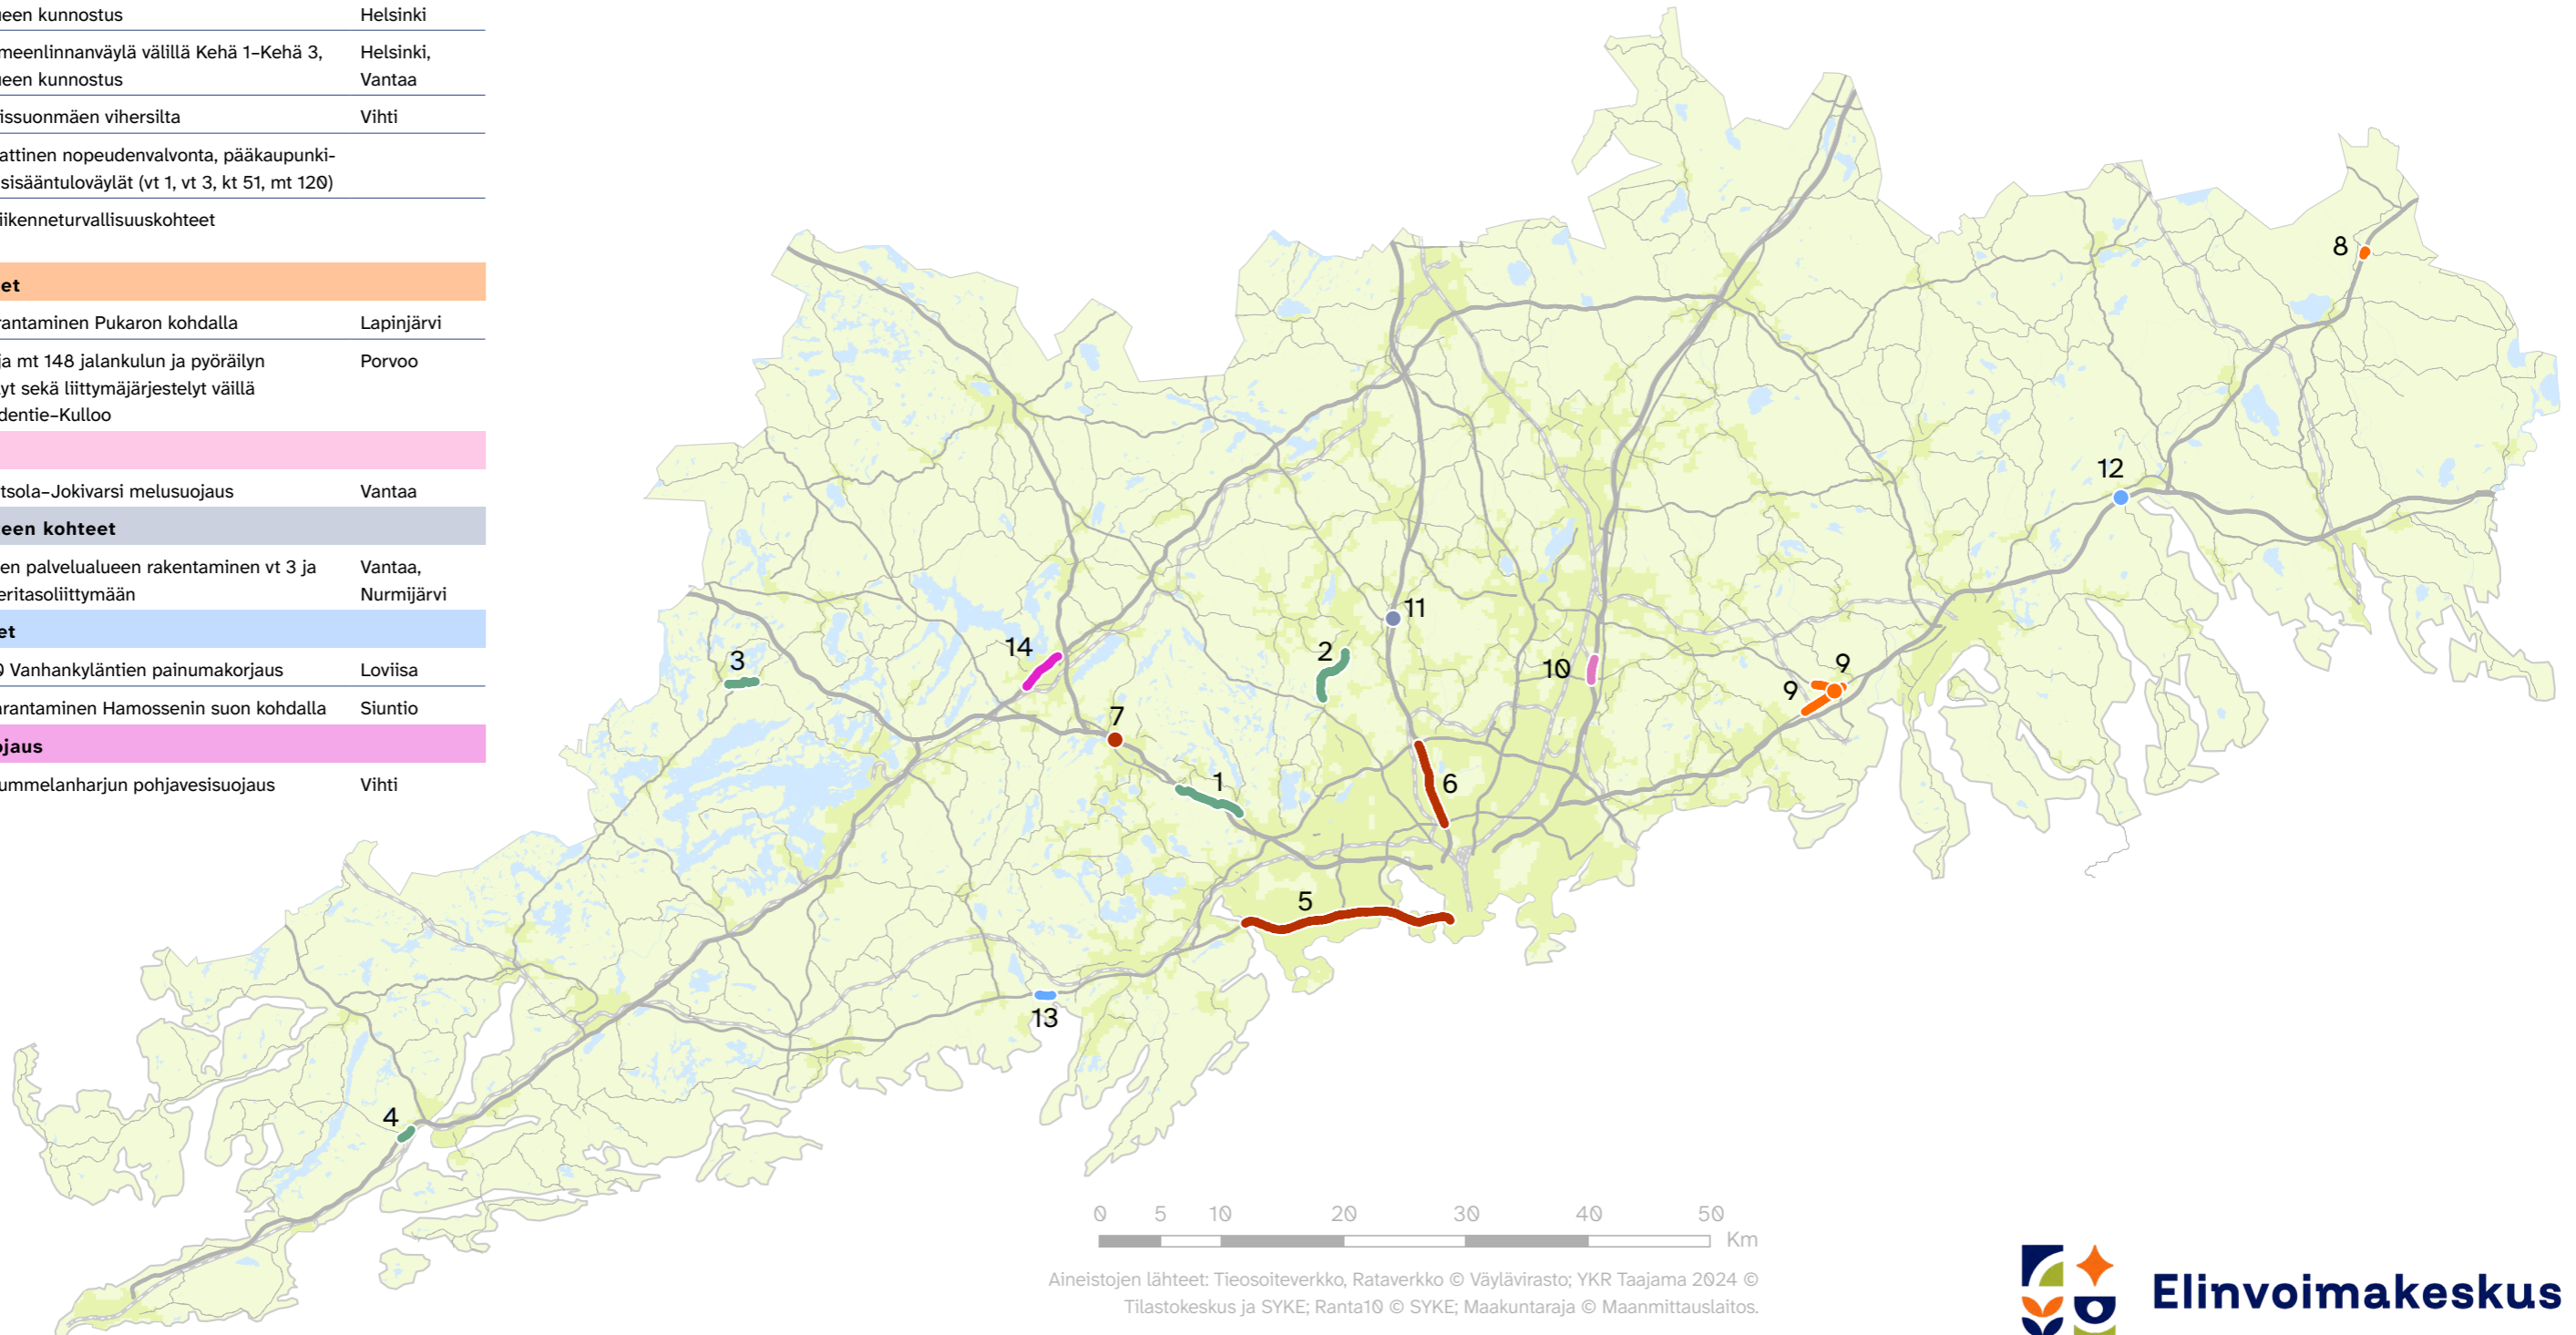 een kunnostus Helsinki
meenlinnanväylä välillä Kehä 1–Kehä 3, Helsinki,
een kunnostus Vantaa
issuonmäen vihersilta Vihti
attinen nopeudenvalvonta, pääkaupunki-
sisääntuloväylät (vt 1, vt 3, kt 51, mt 120)
iikenneturvallisuuskohteet
et
rantaminen Pukaron kohdalla Lapinjärvi
ja mt 148 jalankulun ja pyöräilyn Porvoo
yt sekä liittymäjärjestelyt väillä
dentie–Kulloo
tsola–Jokivarsi melusuojaus Vantaa
een kohteet
en palvelualueen rakentaminen vt 3 ja Vantaa,
eritasoliittymään Nurmijärvi
et
0 Vanhankyläntien painumakorjaus Loviisa
arantaminen Hamossenin suon kohdalla Siuntio
ojaus
ummelanharjun pohjavesisuojaus Vihti
8
12
11
14
2
3
10
9
9
7
1
6
5
13
4
0 5 10 20 30 40 50
Km
Aineistojen lähteet: Tieosoiteverkko, Rataverkko © Väylävirasto; YKR Taajama 2024 ©
Tilastokeskus ja SYKE; Ranta10 © SYKE; Maakuntaraja © Maanmittauslaitos.
Elinvoimakeskus